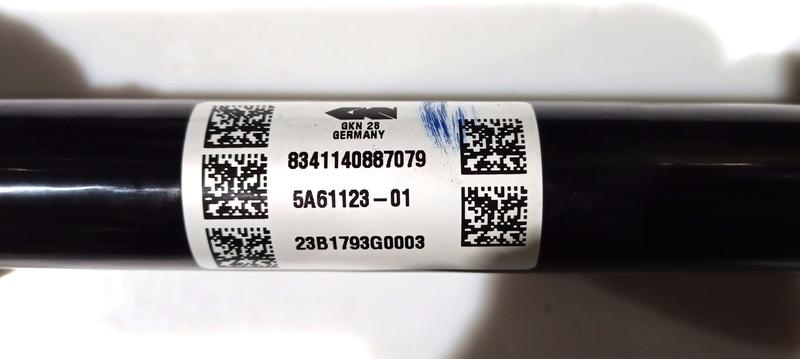 GKN 28
GERMANY
8341140887079
5A61123-01
23B1793G0003